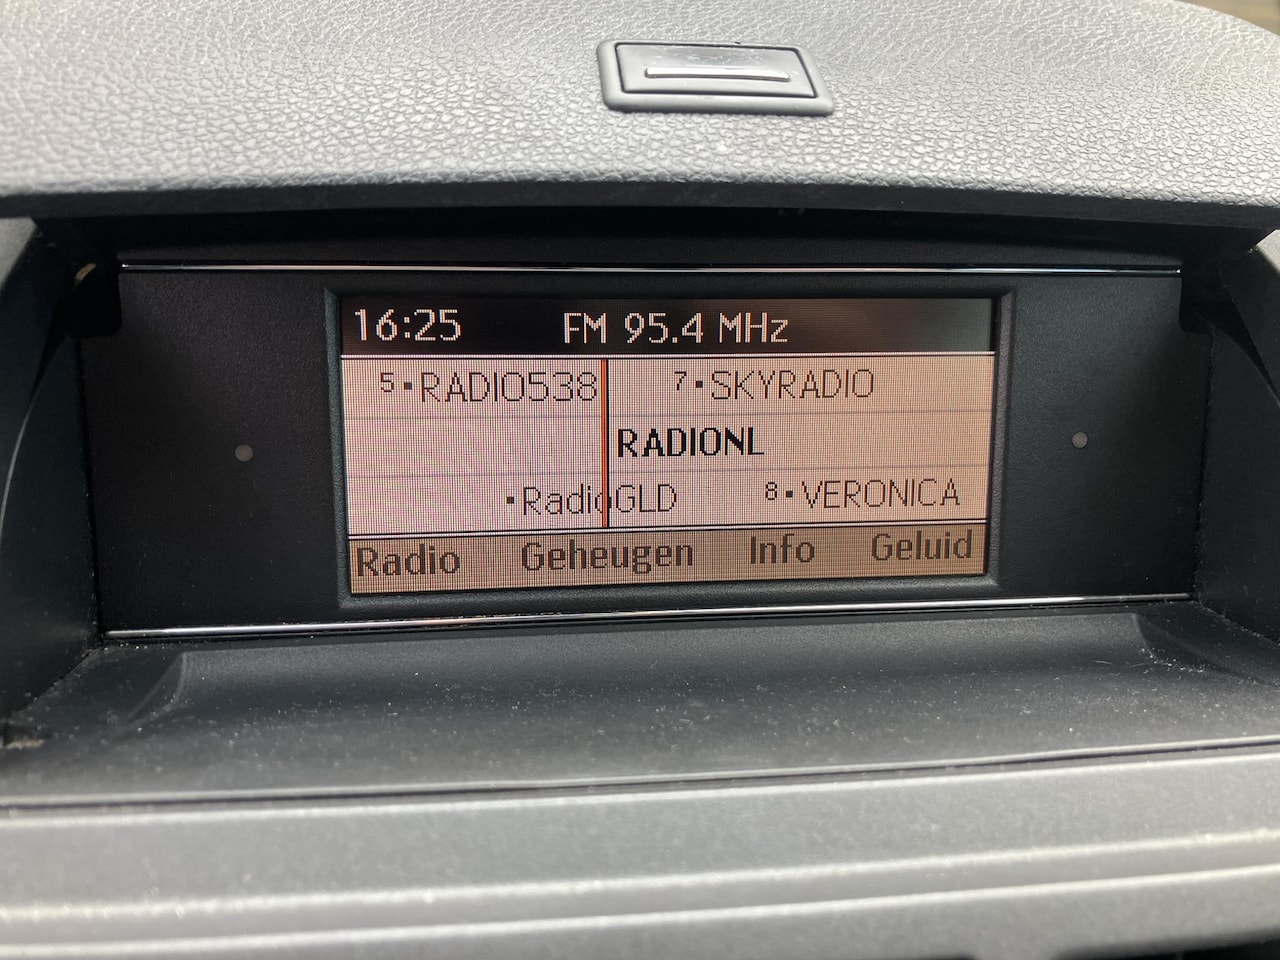 16:25 FM 95.4 MHz
5▪RADIO538 7▪SKYRADIO
RADIONL
▪RadioGLD 8▪VERONICA
Radio Geheugen Info Geluid